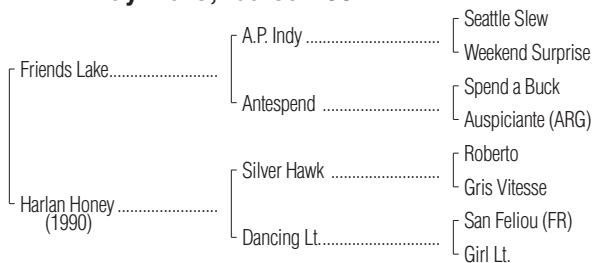 Seattle Slew
A.P. Indy
Weekend Surprise
Friends Lake
Spend a Buck
Antespend
Auspiciante (ARG)
Roberto
Silver Hawk
Gris Vitesse
Harlan Honey
(1990)
San Feliou (FR)
Dancing Lt.
Girl Lt.